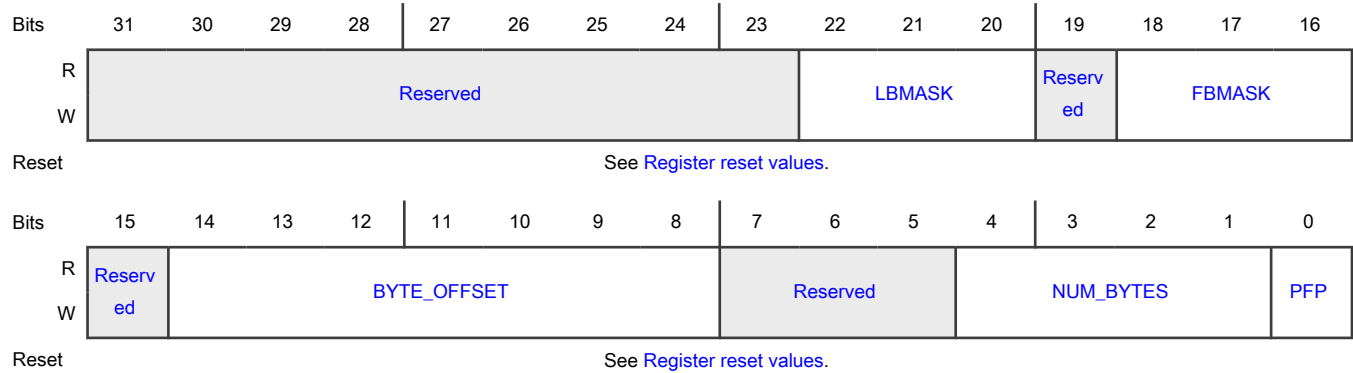 Bits 31 30 29 28 27 26 25 24 23 22 21 20 19 18 17 16
R
Reserved LBMASK Reserv FBMASK
ed
W
Reset See Register reset values.
Bits 15 14 13 12 11 10 9 8 7 6 5 4 3 2 1 0
R Reserv
BYTE_OFFSET Reserved NUM_BYTES PFP
W ed
Reset See Register reset values.